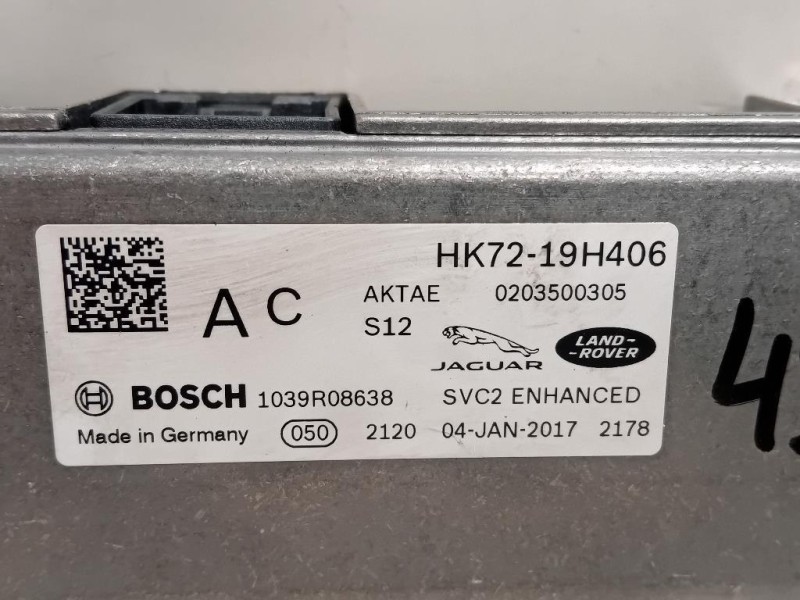 HK72-19H406
A C
AKTAE 0203500305
S12
JAGUAR
LAND-
-ROVER
BOSCH 1039R08638 SVC2 ENHANCED
Made in Germany 050 2120 04-JAN-2017 2178